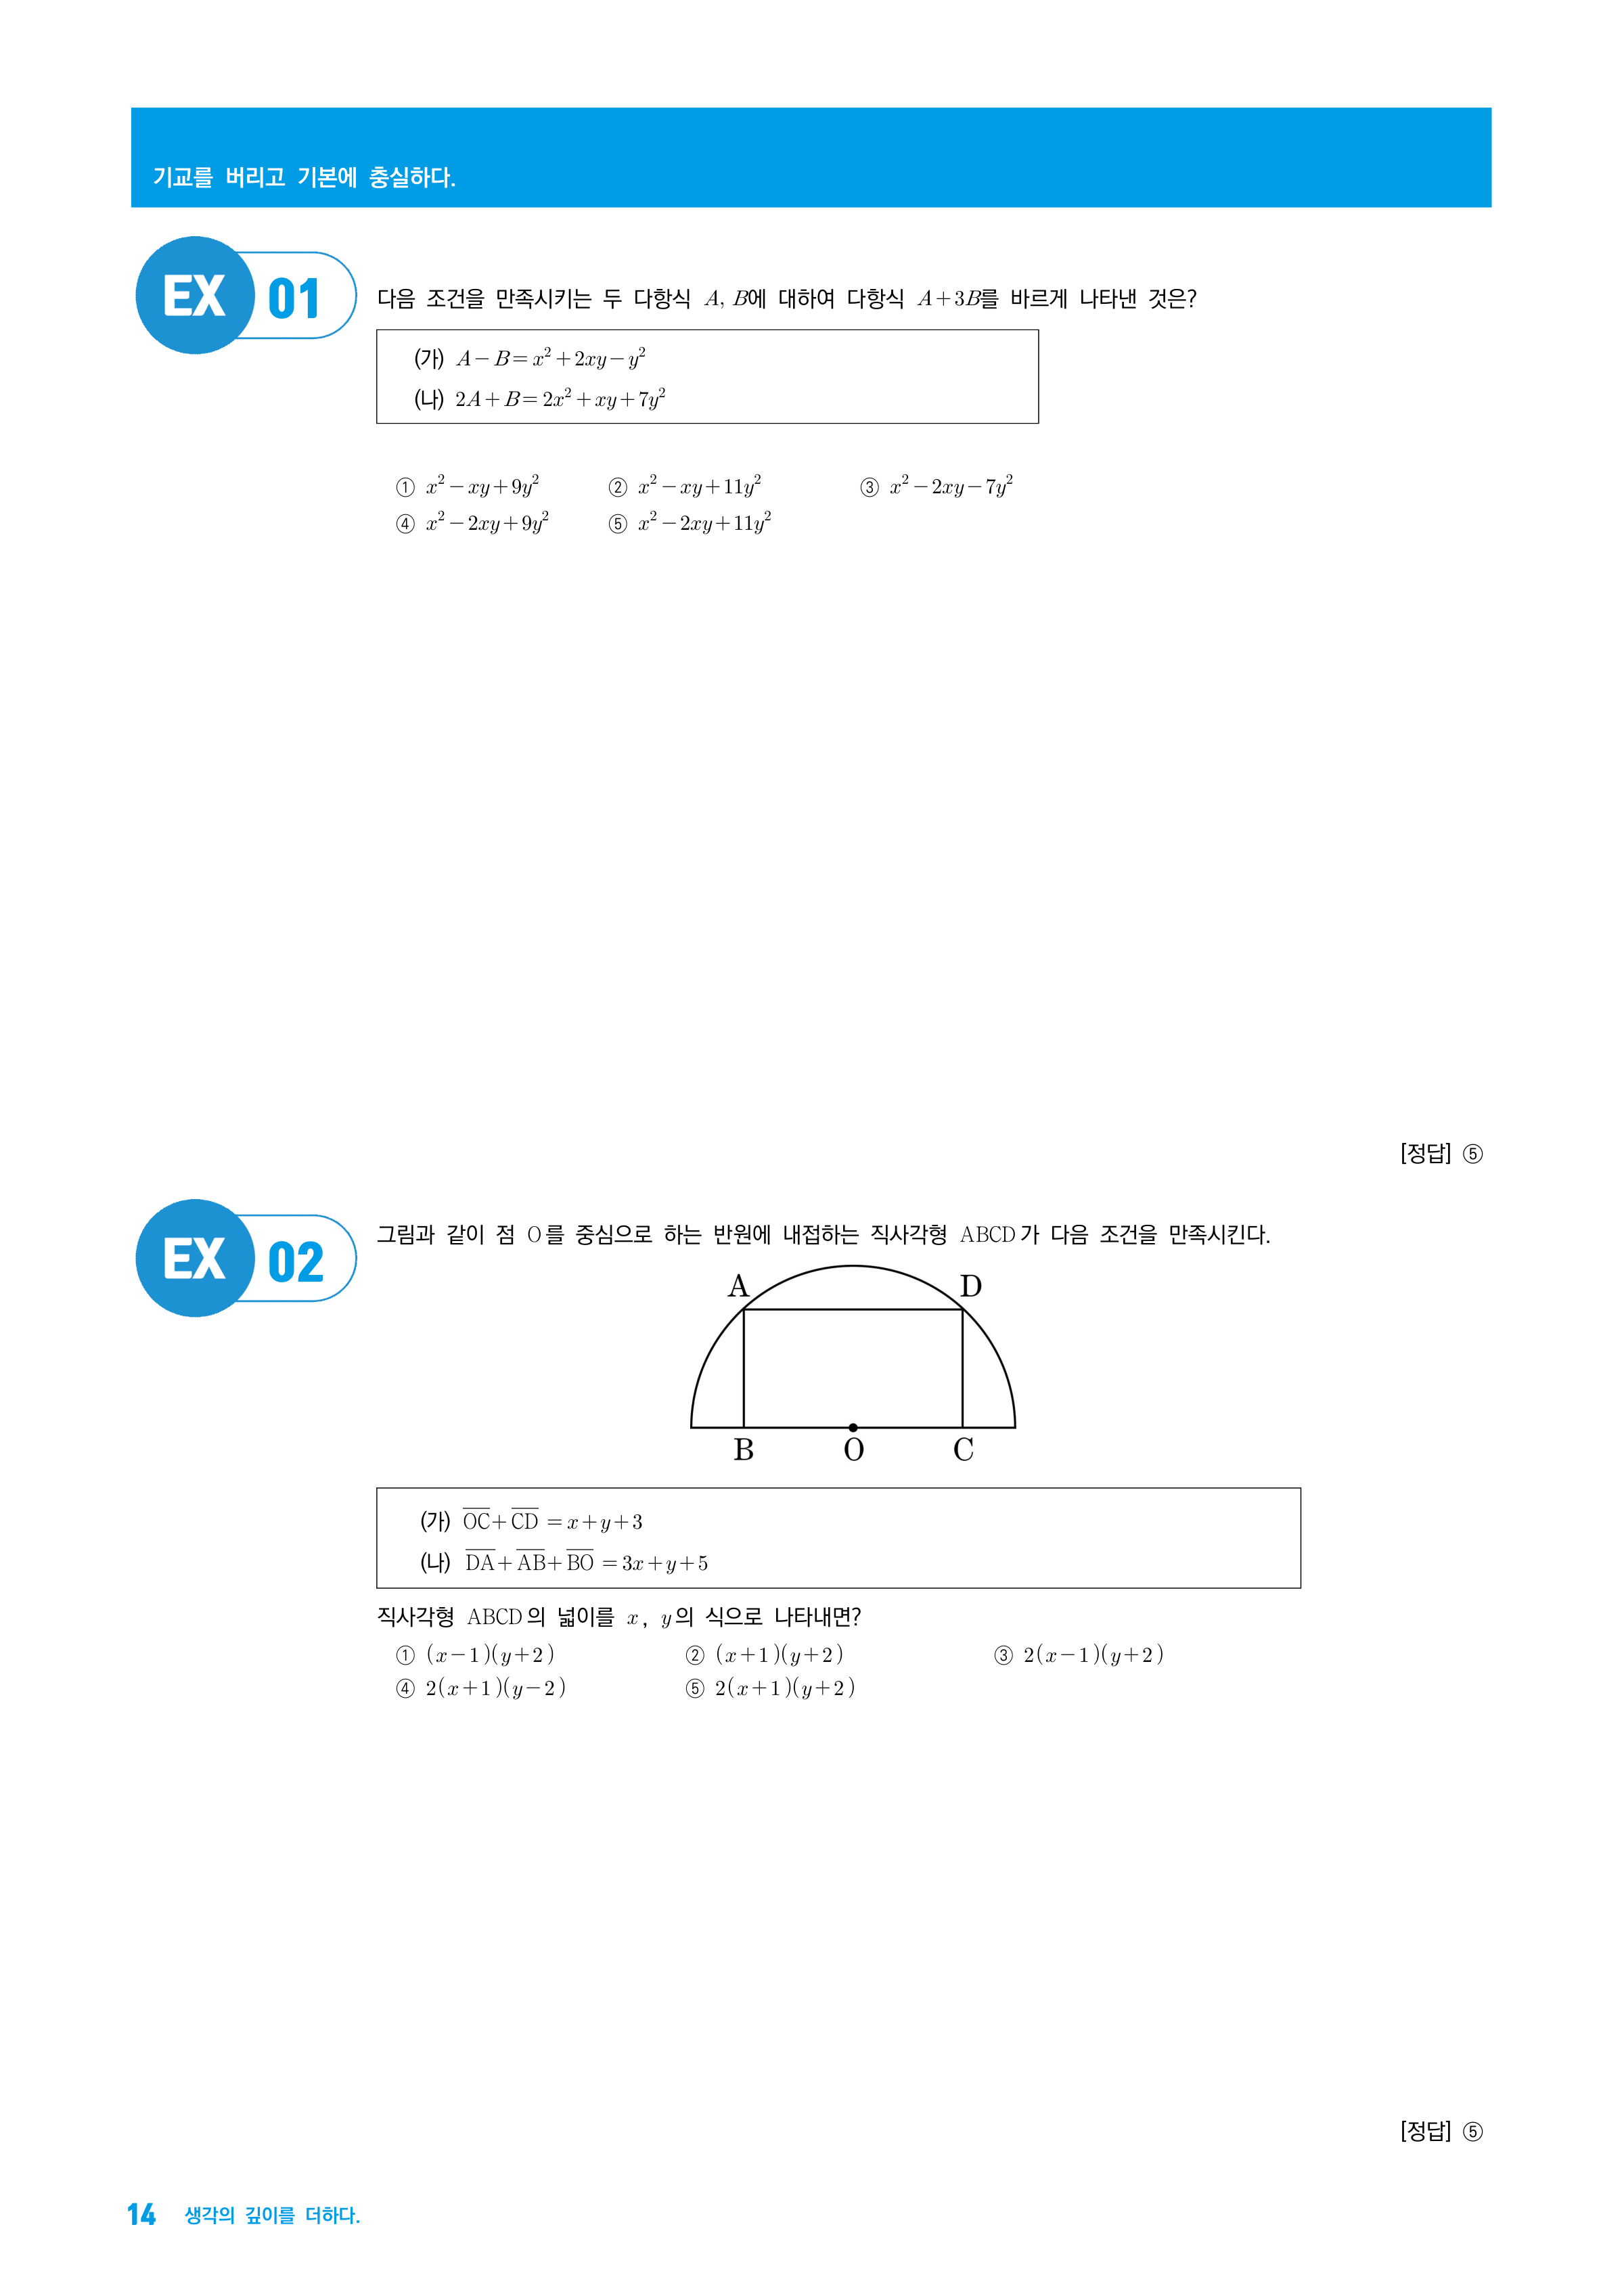 기교를 버리고 기본에 충실하다.
EX 01
다음 조건을 만족시키는 두 다항식 A, B에 대하여 다항식 A+3B를 바르게 나타낸 것은?
(가) A−B=x²+2xy−y²
(나) 2A+B=2x²+xy+7y²
① x²−xy+9y² ② x²−xy+11y² ③ x²−2xy−7y²
④ x²−2xy+9y² ⑤ x²−2xy+11y²
[정답] ⑤
EX 02
그림과 같이 점 O를 중심으로 하는 반원에 내접하는 직사각형 ABCD가 다음 조건을 만족시킨다.
A D
B O C
(가) O̅C̅+C̅D̅ =x+y+3
(나) D̅A̅+A̅B̅+B̅O̅ =3x+y+5
직사각형 ABCD의 넓이를 x, y의 식으로 나타내면?
① (x−1)(y+2) ② (x+1)(y+2) ③ 2(x−1)(y+2)
④ 2(x+1)(y−2) ⑤ 2(x+1)(y+2)
[정답] ⑤
14 생각의 깊이를 더하다.